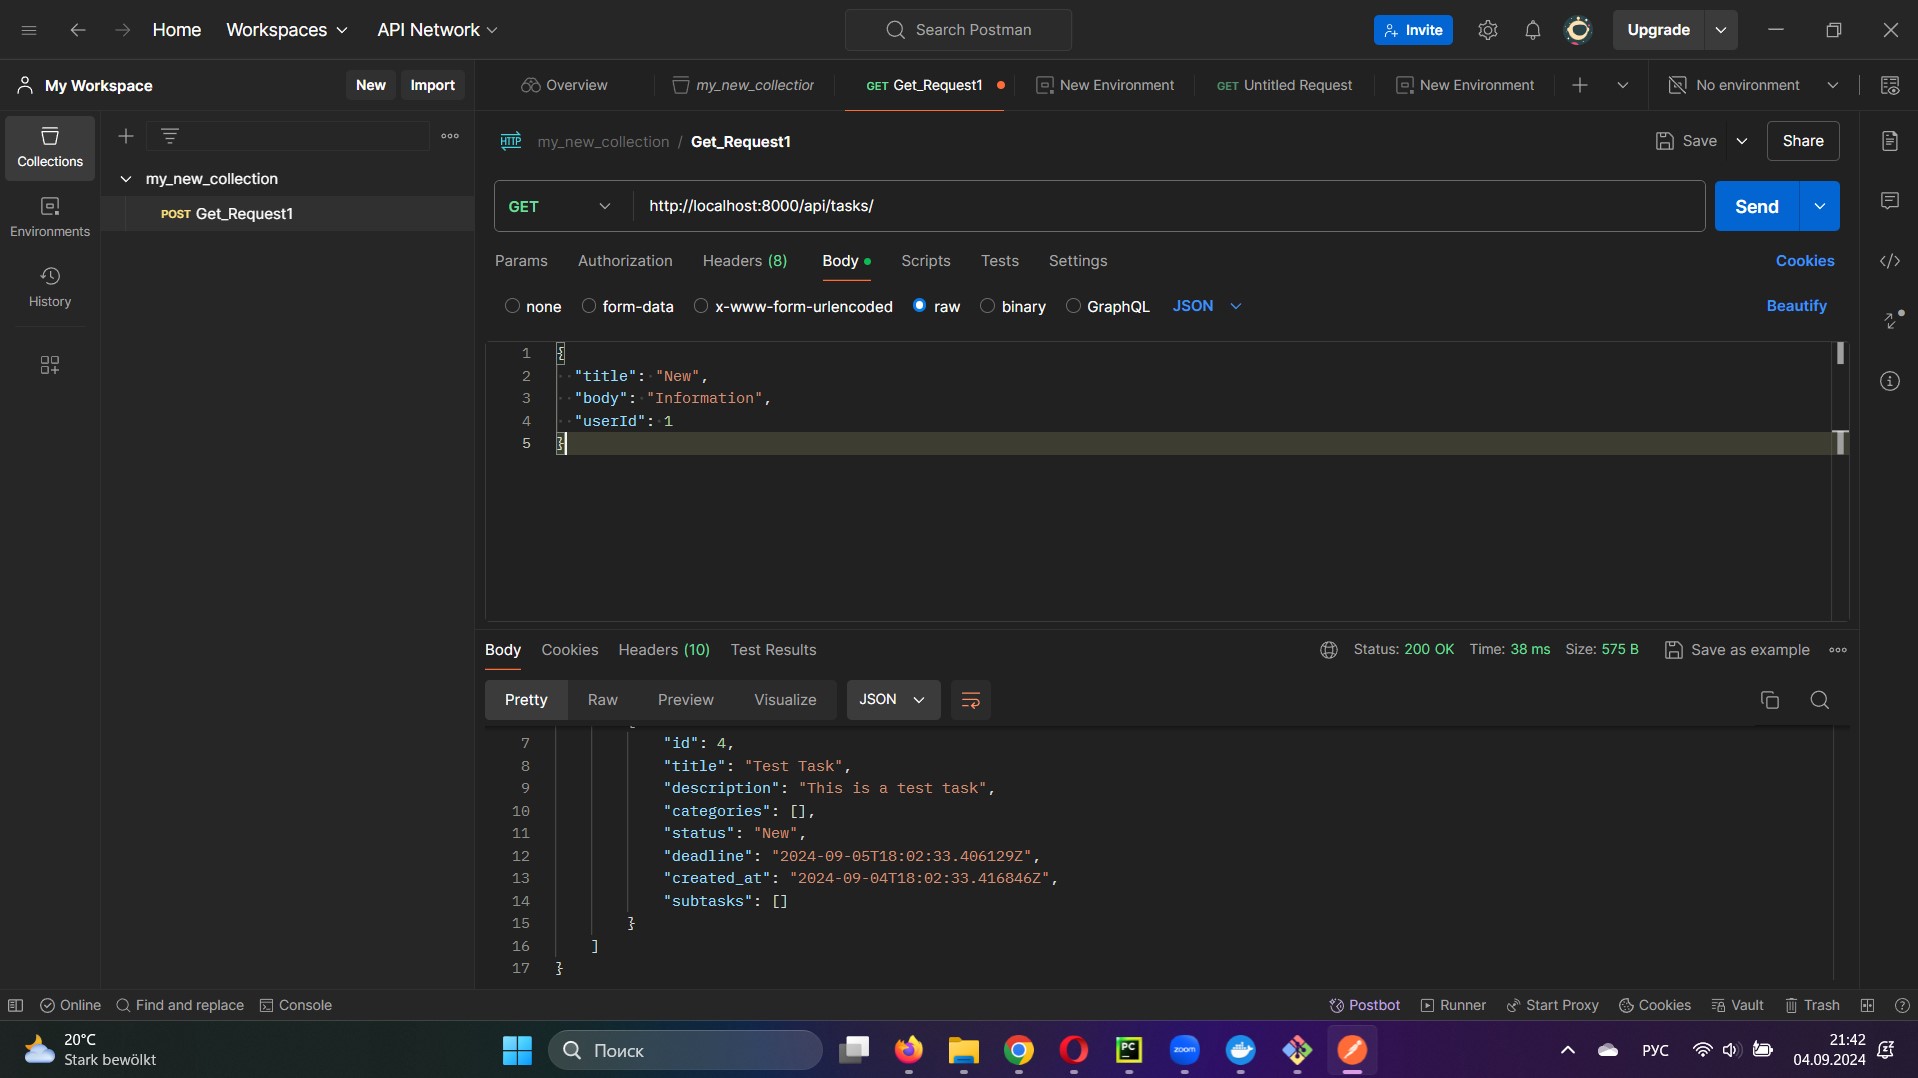 Home
Workspaces
API Network
Search Postman
Invite
Upgrade
My Workspace
New
Import
Overview
my_new_collection
GET Get_Request1
New Environment
GET Untitled Request
New Environment
No environment
Collections
Environments
History
my_new_collection
POST Get_Request1
HTTP
my_new_collection / Get_Request1
Save
Share
GET
http://localhost:8000/api/tasks/
Send
Params
Authorization
Headers (8)
Body
Scripts
Tests
Settings
Cookies
none
form-data
x-www-form-urlencoded
raw
binary
GraphQL
JSON
Beautify
1 {
2 "title": "New",
3 "body": "Information",
4 "userId": 1
5 }
Body
Cookies
Headers (10)
Test Results
Status: 200 OK
Time: 38 ms
Size: 575 B
Save as example
Pretty
Raw
Preview
Visualize
JSON
7 "id": 4,
8 "title": "Test Task",
9 "description": "This is a test task",
10 "categories": [],
11 "status": "New",
12 "deadline": "2024-09-05T18:02:33.406129Z",
13 "created_at": "2024-09-04T18:02:33.416846Z",
14 "subtasks": []
15 }
16 ]
17 }
Online
Find and replace
Console
Postbot
Runner
Start Proxy
Cookies
Vault
Trash
20°C
Stark bewölkt
Поиск
PC
zoom
РУС
21:42
04.09.2024